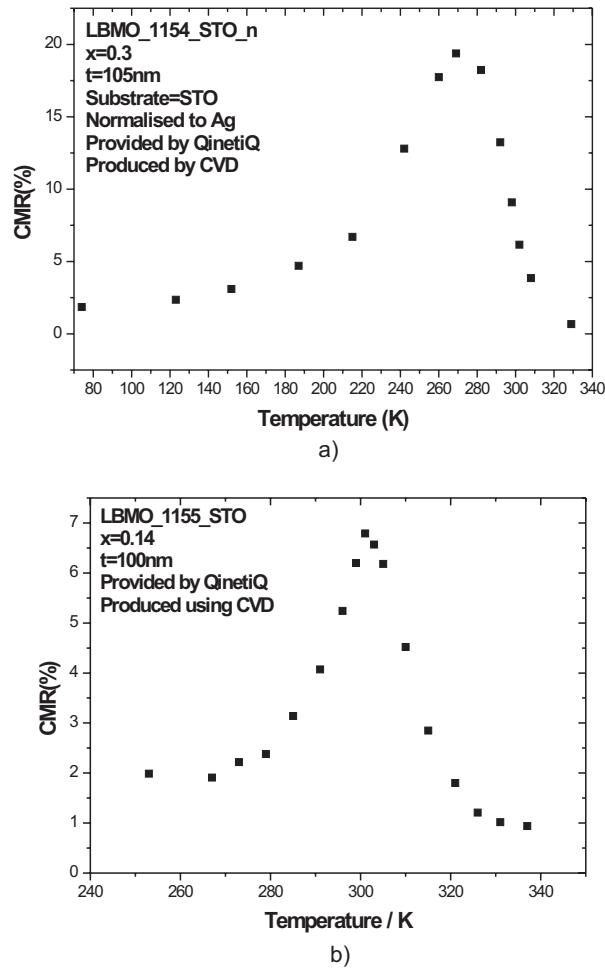 LBMO_1154_STO_n
x=0.3
t=105nm
Substrate=STO
Normalised to Ag
Provided by QinetiQ
Produced by CVD
CMR(%)
20
15
10
5
0
80 100 120 140 160 180 200 220 240 260 280 300 320 340
Temperature (K)
a)
LBMO_1155_STO
x=0.14
t=100nm
Provided by QinetiQ
Produced using CVD
CMR(%)
7
6
5
4
3
2
1
0
240 260 280 300 320 340
Temperature / K
b)